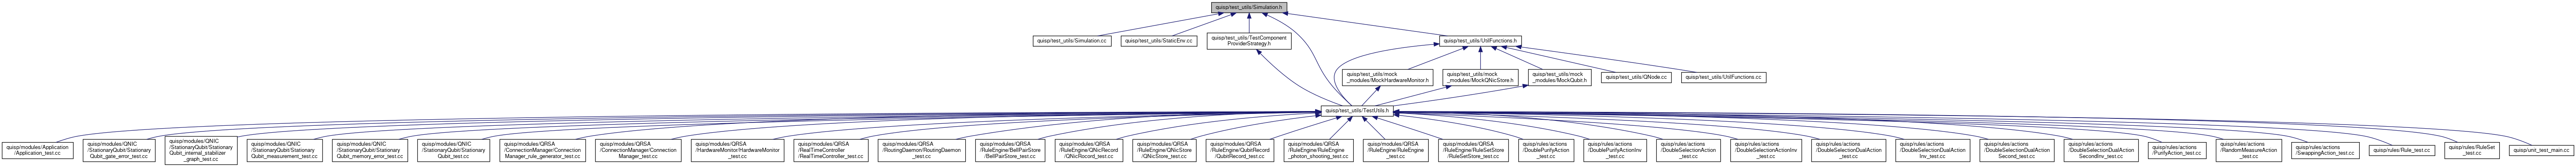 quisp/test_utils/Simulation.h
quisp/test_utils/Simulation.cc
quisp/test_utils/StaticEnv.cc
quisp/test_utils/TestComponent
ProviderStrategy.h
quisp/test_utils/UtilFunctions.h
quisp/test_utils/mock
_modules/MockHardwareMonitor.h
quisp/test_utils/mock
_modules/MockQNicStore.h
quisp/test_utils/mock
_modules/MockQubit.h
quisp/test_utils/QNode.cc
quisp/test_utils/UtilFunctions.cc
quisp/test_utils/TestUtils.h
quisp/modules/Application
/Application_test.cc
quisp/modules/QNIC
/StationaryQubit/Stationary
Qubit_gate_error_test.cc
quisp/modules/QNIC
/StationaryQubit/Stationary
Qubit_internal_stabilizer
_graph_test.cc
quisp/modules/QNIC
/StationaryQubit/Stationary
Qubit_measurement_test.cc
quisp/modules/QNIC
/StationaryQubit/Stationary
Qubit_memory_error_test.cc
quisp/modules/QNIC
/StationaryQubit/Stationary
Qubit_test.cc
quisp/modules/QRSA
/ConnectionManager/Connection
Manager_rule_generator_test.cc
quisp/modules/QRSA
/ConnectionManager/Connection
Manager_test.cc
quisp/modules/QRSA
/HardwareMonitor/HardwareMonitor
_test.cc
quisp/modules/QRSA
/RealTimeController
/RealTimeController_test.cc
quisp/modules/QRSA
/RoutingDaemon/RoutingDaemon
_test.cc
quisp/modules/QRSA
/RuleEngine/BellPairStore
/BellPairStore_test.cc
quisp/modules/QRSA
/RuleEngine/QNicRecord
/QNicRocord_test.cc
quisp/modules/QRSA
/RuleEngine/QNicStore
/QNicStore_test.cc
quisp/modules/QRSA
/RuleEngine/QubitRecord
/QubitRecord_test.cc
quisp/modules/QRSA
/RuleEngine/RuleEngine
_photon_shooting_test.cc
quisp/modules/QRSA
/RuleEngine/RuleEngine
_test.cc
quisp/modules/QRSA
/RuleEngine/RuleSetStore
/RuleSetStore_test.cc
quisp/rules/actions
/DoublePurifyAction
_test.cc
quisp/rules/actions
/DoublePurifyActionInv
_test.cc
quisp/rules/actions
/DoubleSelectionAction
_test.cc
quisp/rules/actions
/DoubleSelectionActionInv
_test.cc
quisp/rules/actions
/DoubleSelectionDualAction
_test.cc
quisp/rules/actions
/DoubleSelectionDualAction
Inv_test.cc
quisp/rules/actions
/DoubleSelectionDualAction
Second_test.cc
quisp/rules/actions
/DoubleSelectionDualAction
SecondInv_test.cc
quisp/rules/actions
/PurifyAction_test.cc
quisp/rules/actions
/RandomMeasureAction
_test.cc
quisp/rules/actions
/SwappingAction_test.cc
quisp/rules/Rule_test.cc
quisp/rules/RuleSet
_test.cc
quisp/unit_test_main.cc